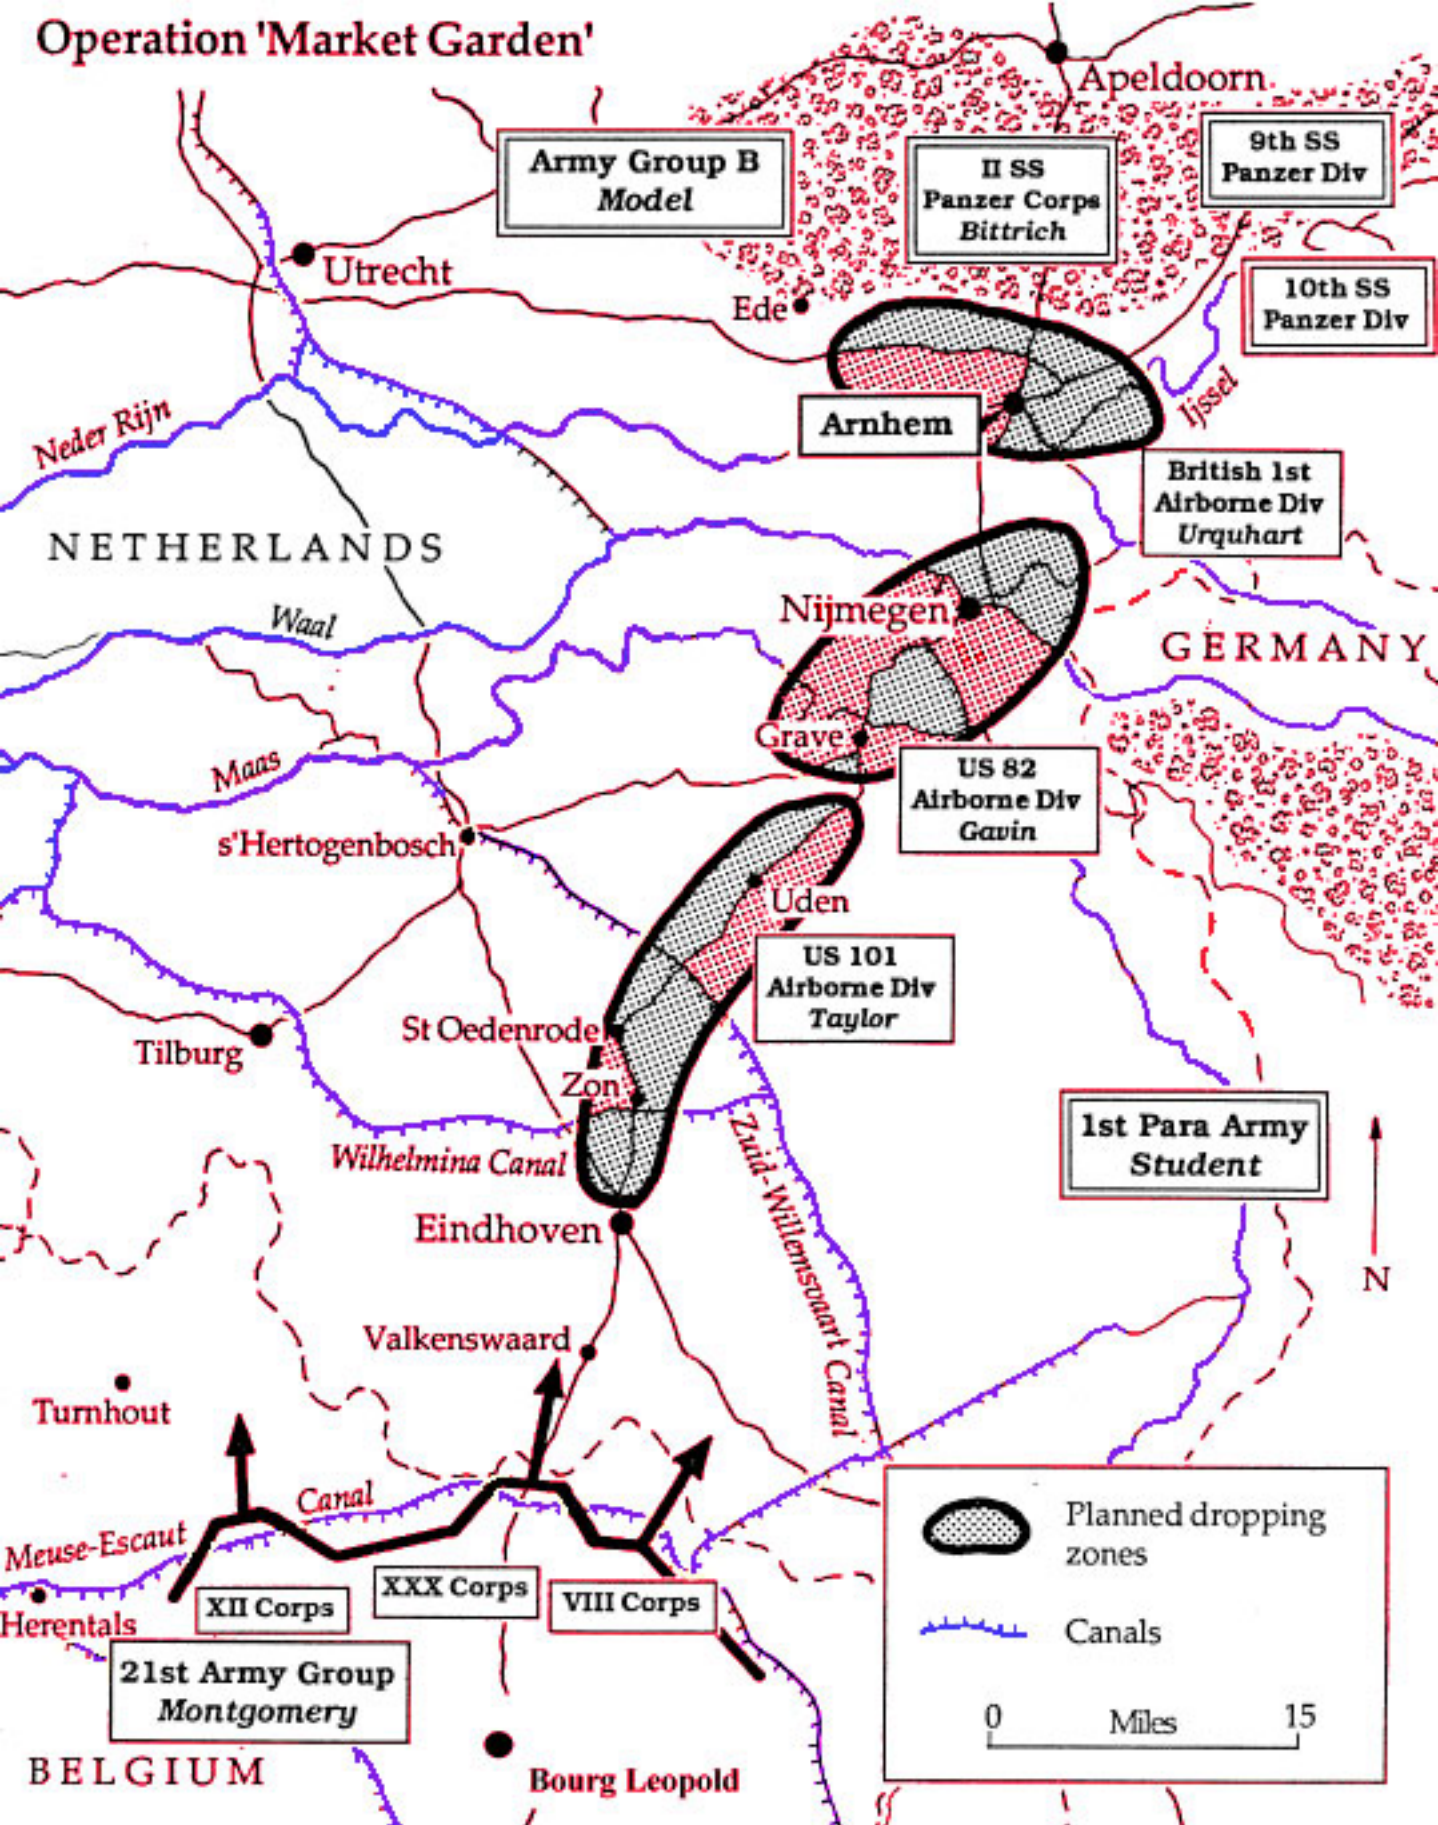 Operation 'Market Garden'
Apeldoorn
Army Group B
Model
II SS
Panzer Corps
Bittrich
9th SS
Panzer Div
10th SS
Panzer Div
Utrecht
Ede
Ijssel
Neder Rijn
Arnhem
British 1st
Airborne Div
Urquhart
NETHERLANDS
Waal
Nijmegen
GERMANY
Grave
Maas
US 82
Airborne Div
Gavin
s'Hertogenbosch
Uden
US 101
Airborne Div
Taylor
St Oedenrode
Tilburg
Zon
Wilhelmina Canal
Zuid-Willemsvaart Canal
1st Para Army
Student
Eindhoven
N
Valkenswaard
Turnhout
Meuse-Escaut Canal
Herentals
XII Corps
XXX Corps
VIII Corps
21st Army Group
Montgomery
BELGIUM
Bourg Leopold
Planned dropping
zones
Canals
0 Miles 15